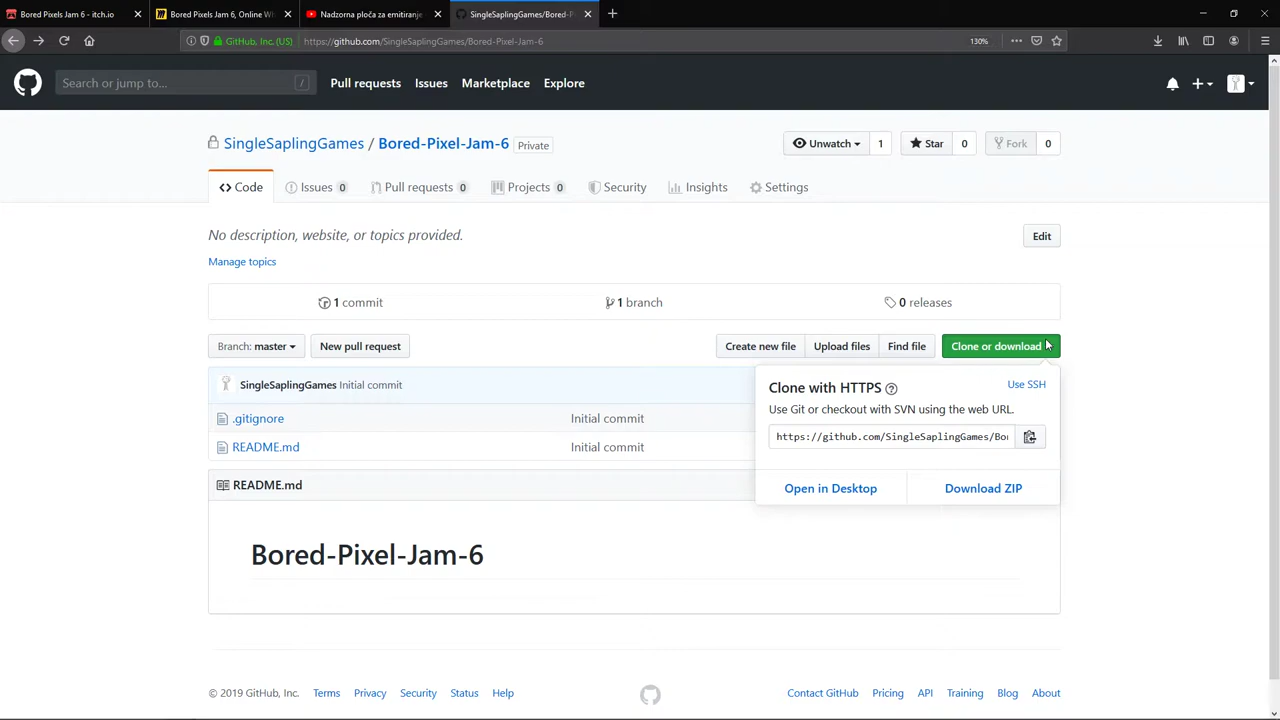 Bored Pixels Jam 6 - itch.io
Bored Pixels Jam 6, Online Wh
Nadzorna ploča za emitiranje
SingleSaplingGames/Bored-P
GitHub, Inc. (US)
https://github.com/SingleSaplingGames/Bored-Pixel-Jam-6
130%
Search or jump to...
/
Pull requests
Issues
Marketplace
Explore
SingleSaplingGames / Bored-Pixel-Jam-6 Private
Unwatch 1
Star 0
Fork 0
Code
Issues 0
Pull requests 0
Projects 0
Security
Insights
Settings
No description, website, or topics provided.
Edit
Manage topics
1 commit
1 branch
0 releases
Branch: master
New pull request
Create new file
Upload files
Find file
Clone or download
SingleSaplingGames Initial commit
.gitignore
Initial commit
README.md
Initial commit
Clone with HTTPS
Use SSH
Use Git or checkout with SVN using the web URL.
https://github.com/SingleSaplingGames/Bo
Open in Desktop
Download ZIP
README.md
Bored-Pixel-Jam-6
© 2019 GitHub, Inc.
Terms
Privacy
Security
Status
Help
Contact GitHub
Pricing
API
Training
Blog
About